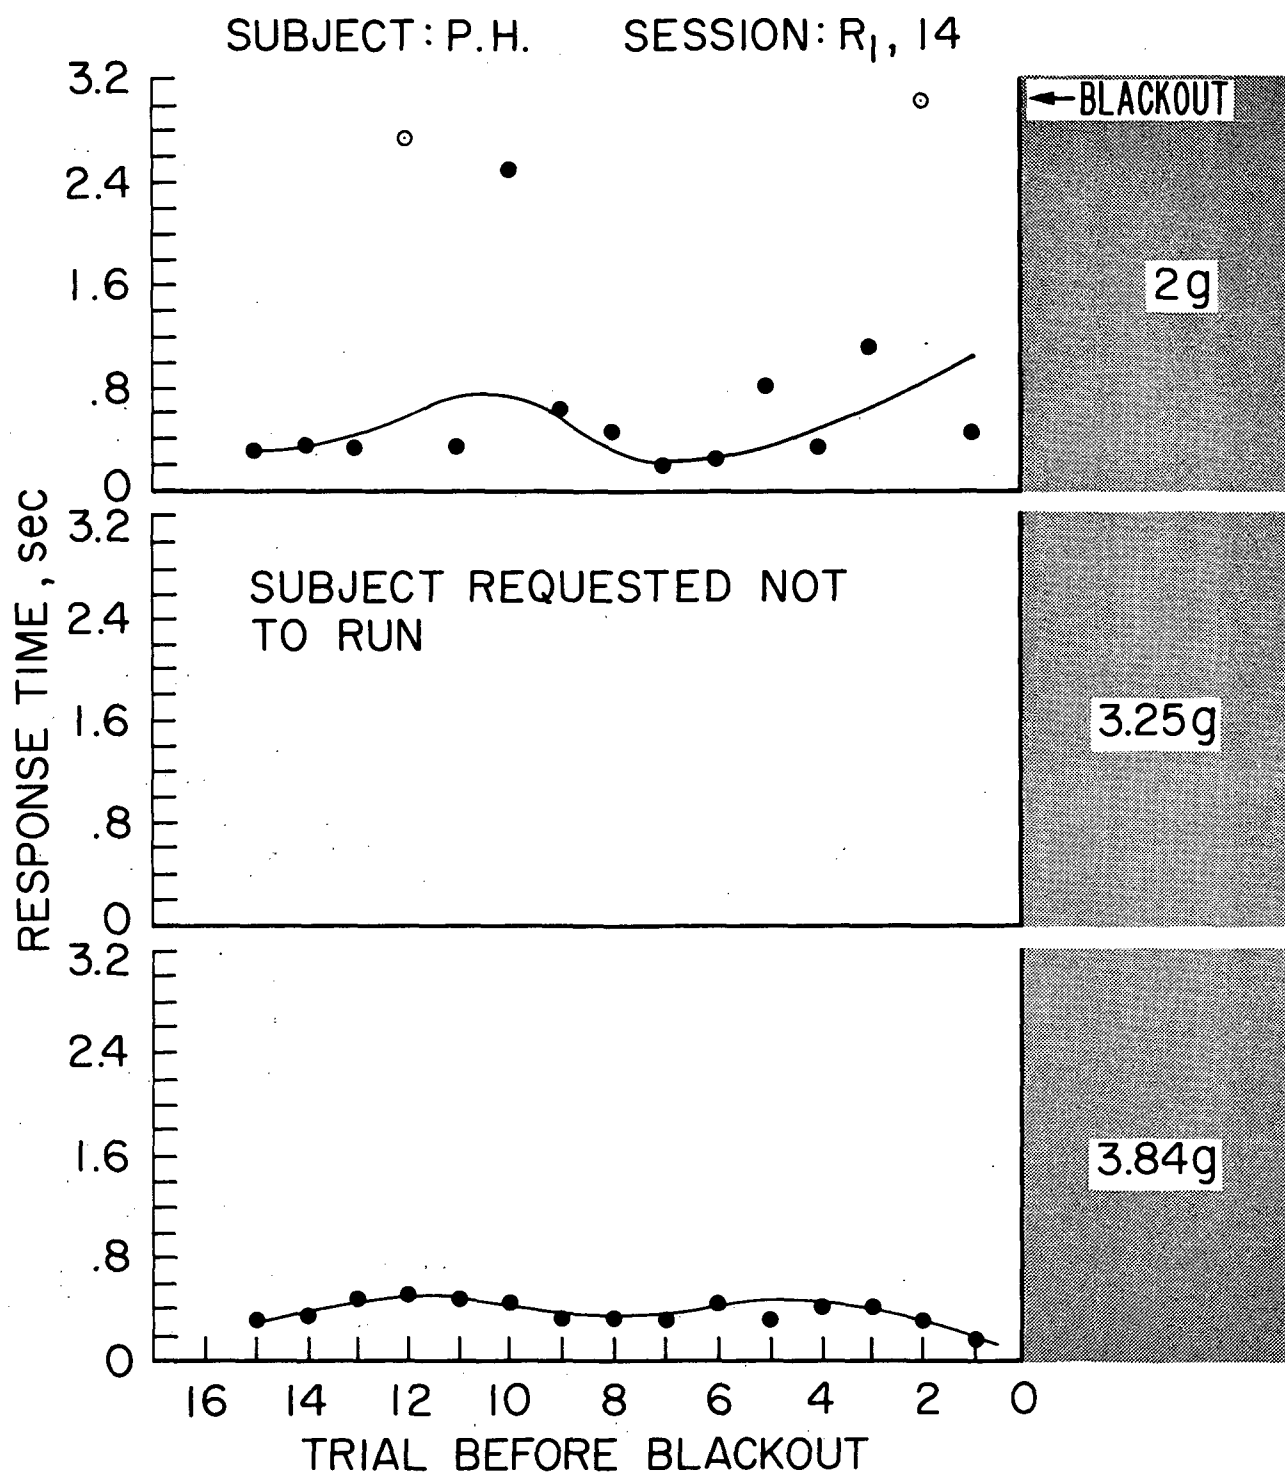 SUBJECT: P.H. SESSION: R₁, 14
3.2
2.4
1.6
.8
0
←BLACKOUT
2g
RESPONSE TIME, sec
3.2
2.4
1.6
.8
0
SUBJECT REQUESTED NOT
TO RUN
3.25g
3.2
2.4
1.6
.8
0
3.84g
16 14 12 10 8 6 4 2 0
TRIAL BEFORE BLACKOUT